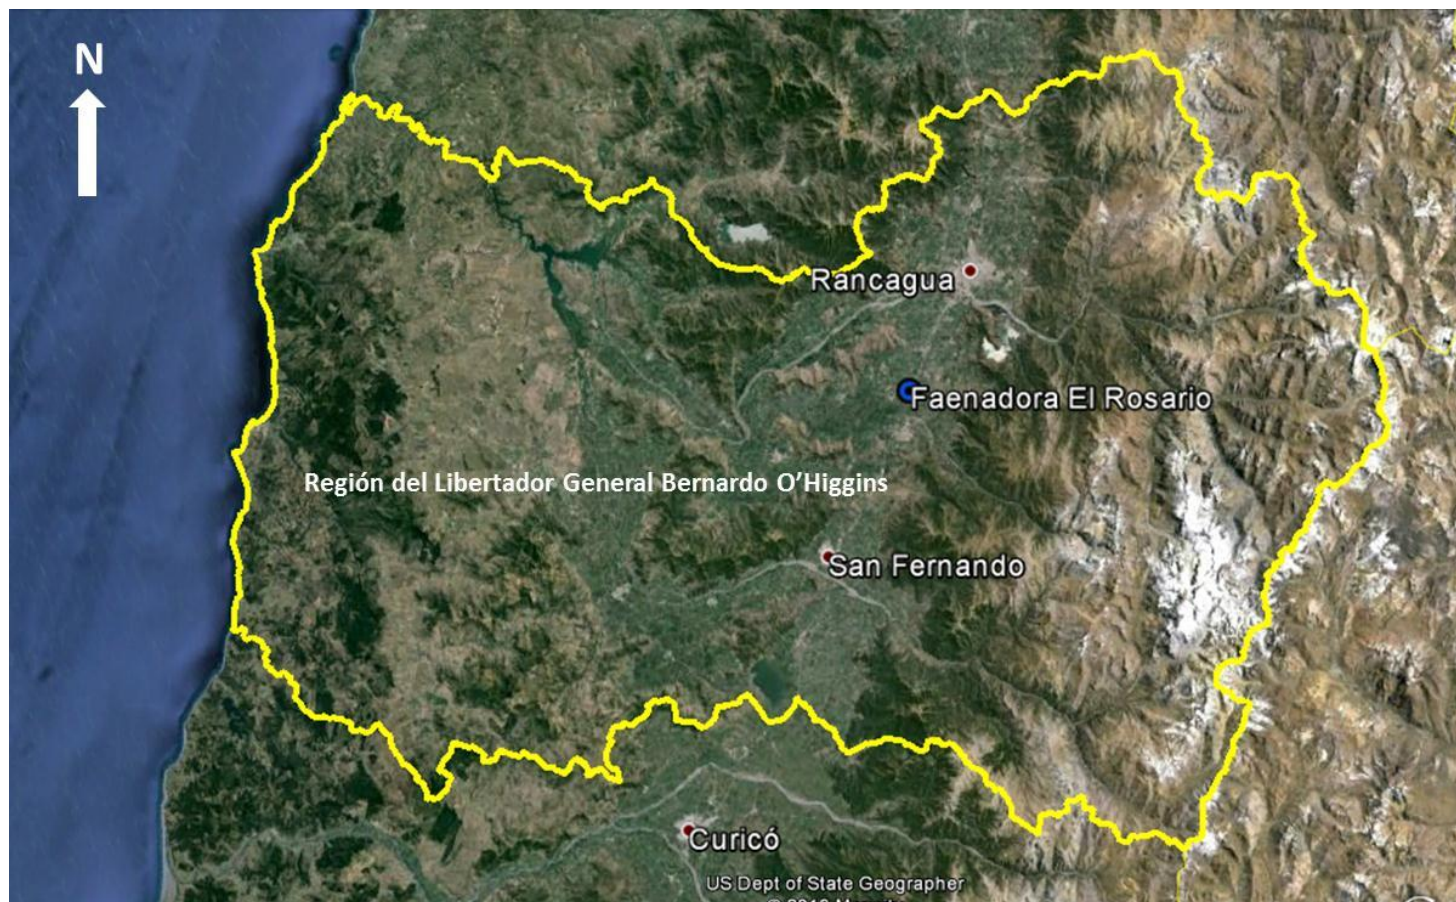 N
Rancagua
Faenadora El Rosario
Región del Libertador General Bernardo O'Higgins
San Fernando
Curicó
US Dept of State Geographer